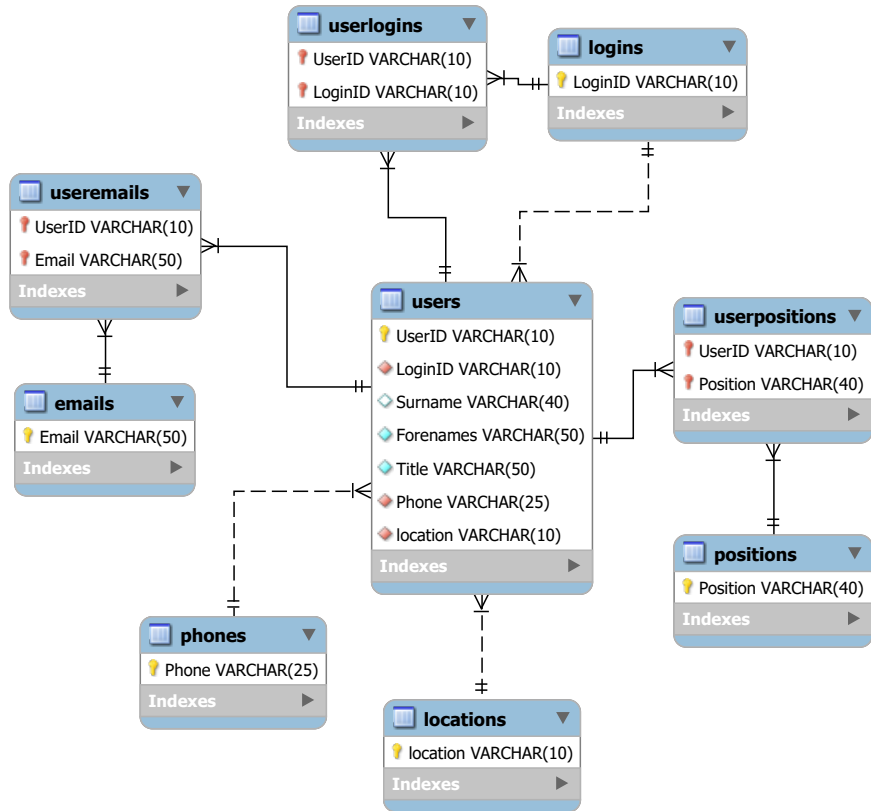 userlogins
UserID VARCHAR(10)
LoginID VARCHAR(10)
Indexes
logins
LoginID VARCHAR(10)
Indexes
useremails
UserID VARCHAR(10)
Email VARCHAR(50)
Indexes
users
UserID VARCHAR(10)
LoginID VARCHAR(10)
Surname VARCHAR(40)
Forenames VARCHAR(50)
Title VARCHAR(50)
Phone VARCHAR(25)
location VARCHAR(10)
Indexes
userpositions
UserID VARCHAR(10)
Position VARCHAR(40)
Indexes
emails
Email VARCHAR(50)
Indexes
positions
Position VARCHAR(40)
Indexes
phones
Phone VARCHAR(25)
Indexes
locations
location VARCHAR(10)
Indexes